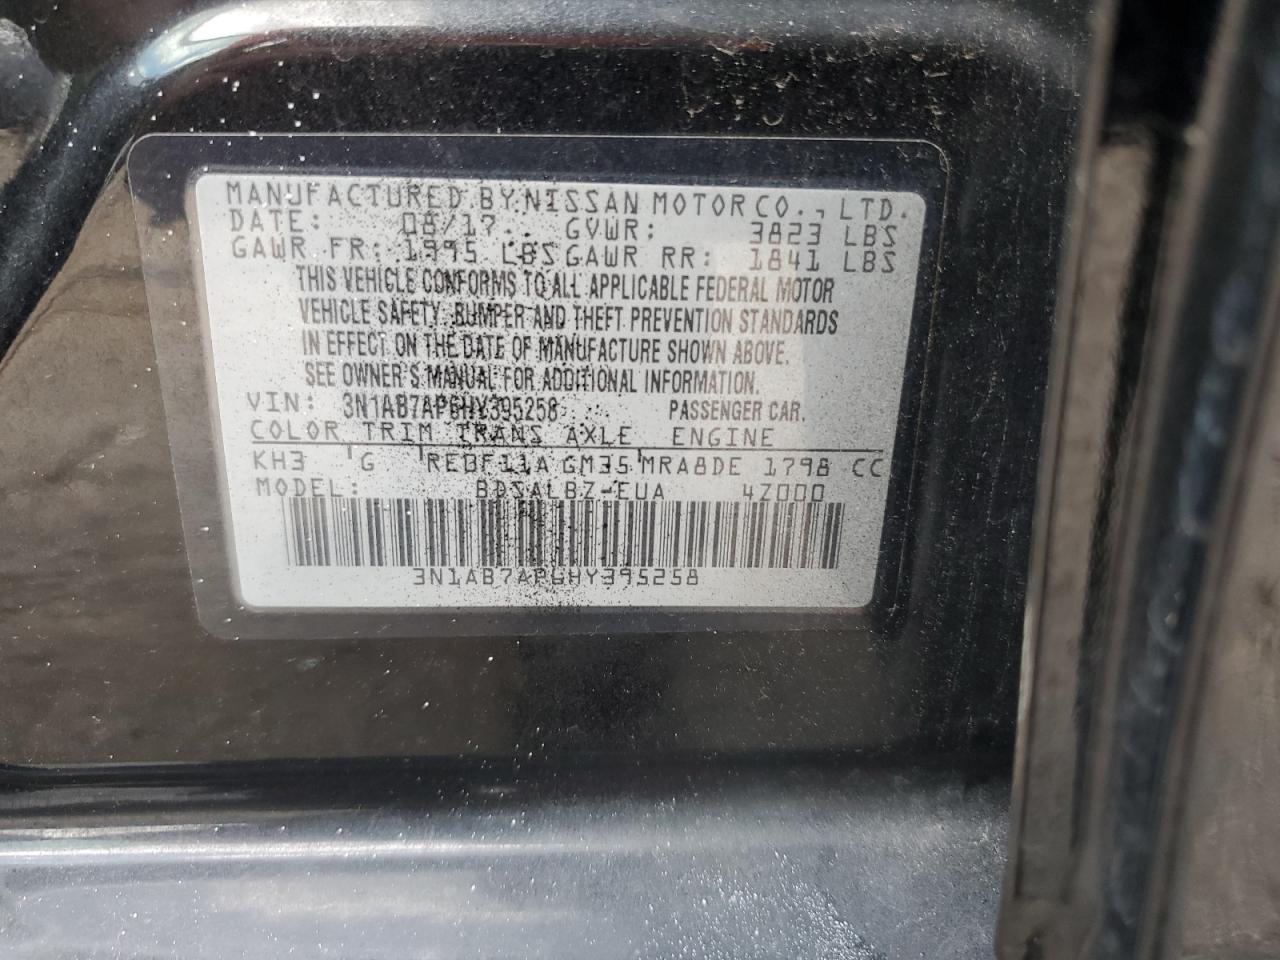 MANUFACTURED BY NISSAN MOTOR CO., LTD.
DATE: 08/17 GVWR: 3823 LBS
GAWR FR: 1995 LBS GAWR RR: 1841 LBS
THIS VEHICLE CONFORMS TO ALL APPLICABLE FEDERAL MOTOR
VEHICLE SAFETY, BUMPER AND THEFT PREVENTION STANDARDS
IN EFFECT ON THE DATE OF MANUFACTURE SHOWN ABOVE.
SEE OWNER'S MANUAL FOR ADDITIONAL INFORMATION.
VIN: 3N1AB7AP6HY395258 PASSENGER CAR.
COLOR TRIM TRANS AXLE ENGINE
KH3 G RE0F11A GM35 MRA8DE 1798 CC
MODEL: BDSALBZ-EUA 4Z000
3N1AB7AP6HY395258